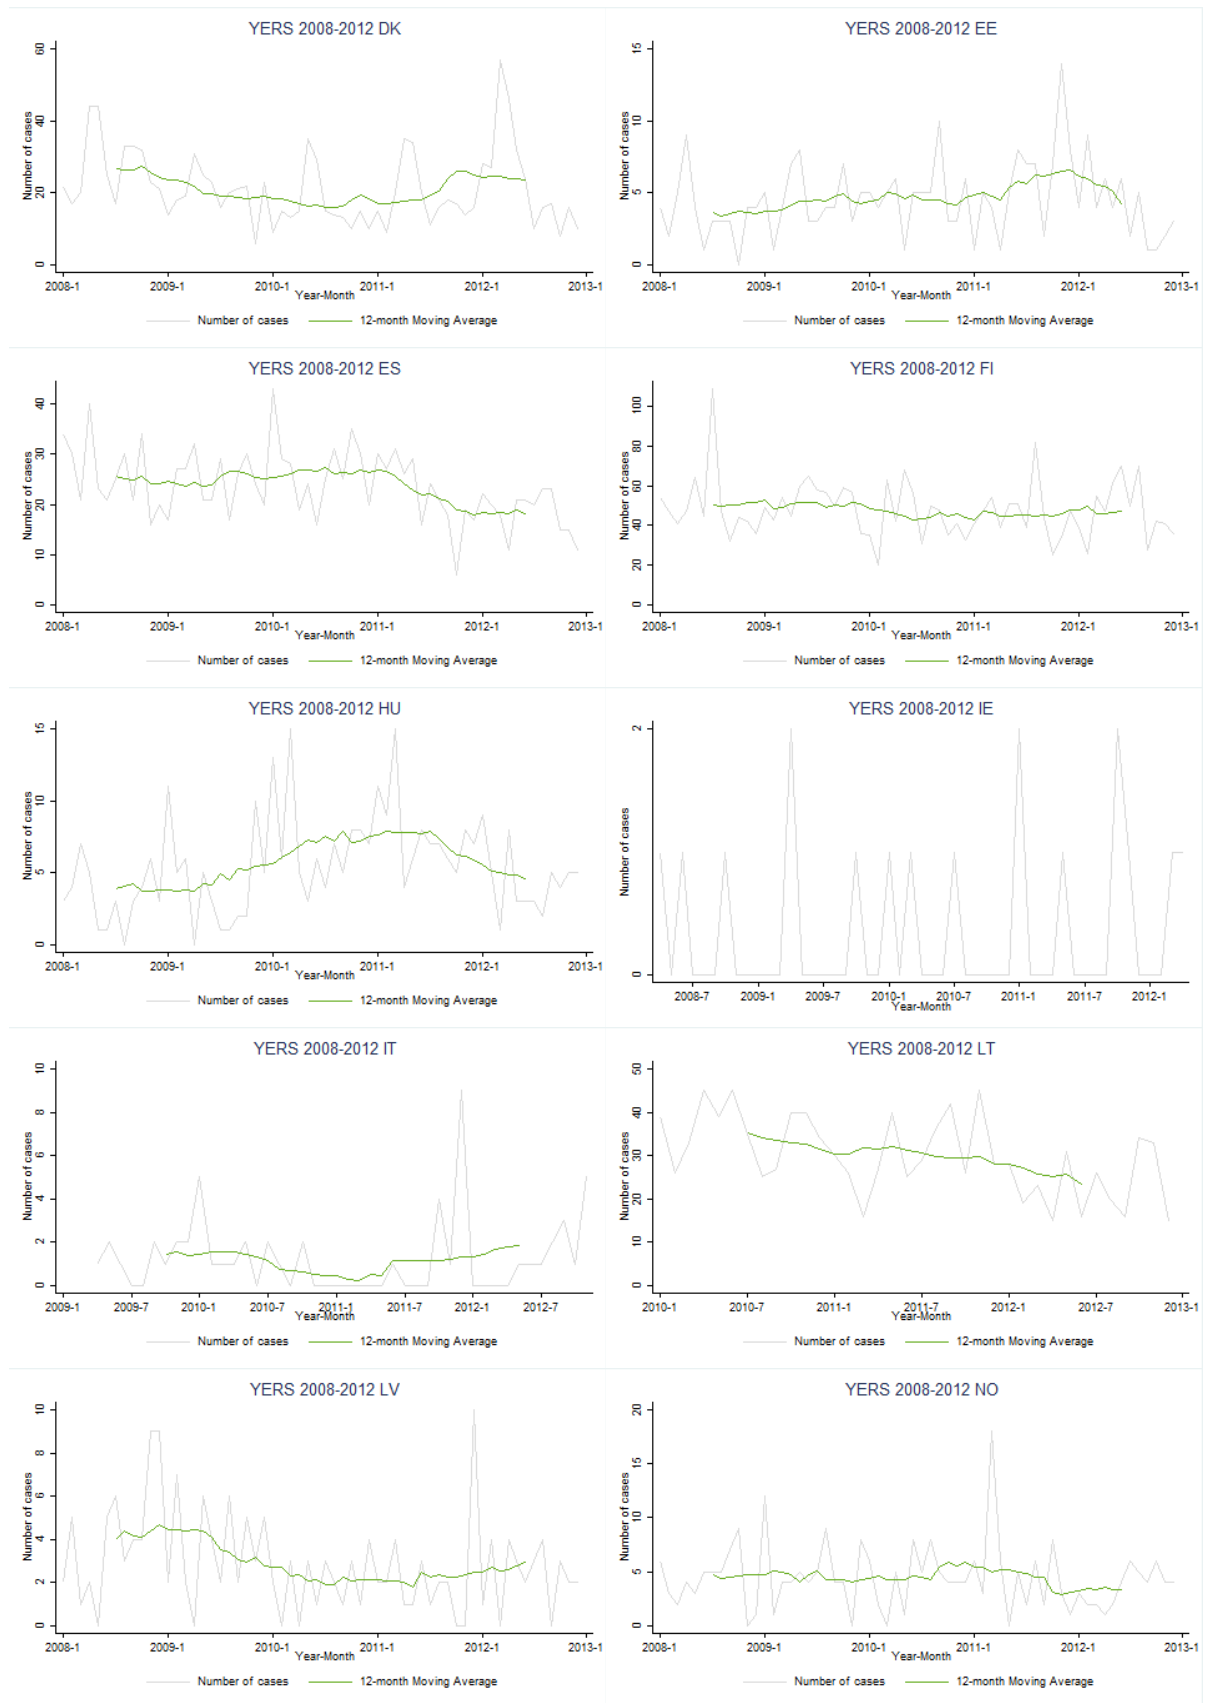 YERS 2008-2012 DK
Number of cases
60
40
20
0
2008-1 2009-1 2010-1 2011-1 2012-1 2013-1
Year-Month
Number of cases 12-month Moving Average
YERS 2008-2012 EE
Number of cases
15
10
5
0
2008-1 2009-1 2010-1 2011-1 2012-1 2013-1
Year-Month
Number of cases 12-month Moving Average
YERS 2008-2012 ES
Number of cases
40
30
20
10
0
2008-1 2009-1 2010-1 2011-1 2012-1 2013-1
Year-Month
Number of cases 12-month Moving Average
YERS 2008-2012 FI
Number of cases
100
80
60
40
20
0
2008-1 2009-1 2010-1 2011-1 2012-1 2013-1
Year-Month
Number of cases 12-month Moving Average
YERS 2008-2012 HU
Number of cases
15
10
5
0
2008-1 2009-1 2010-1 2011-1 2012-1 2013-1
Year-Month
Number of cases 12-month Moving Average
YERS 2008-2012 IE
Number of cases
2
0
2008-7 2009-1 2009-7 2010-1 2010-7 2011-1 2011-7 2012-1
Year-Month
YERS 2008-2012 IT
Number of cases
10
8
6
4
2
0
2009-1 2009-7 2010-1 2010-7 2011-1 2011-7 2012-1 2012-7
Year-Month
Number of cases 12-month Moving Average
YERS 2008-2012 LT
Number of cases
50
40
30
20
10
0
2010-1 2010-7 2011-1 2011-7 2012-1 2012-7 2013-1
Year-Month
Number of cases 12-month Moving Average
YERS 2008-2012 LV
Number of cases
10
8
6
4
2
0
2008-1 2009-1 2010-1 2011-1 2012-1 2013-1
Year-Month
Number of cases 12-month Moving Average
YERS 2008-2012 NO
Number of cases
20
15
10
5
0
2008-1 2009-1 2010-1 2011-1 2012-1 2013-1
Year-Month
Number of cases 12-month Moving Average